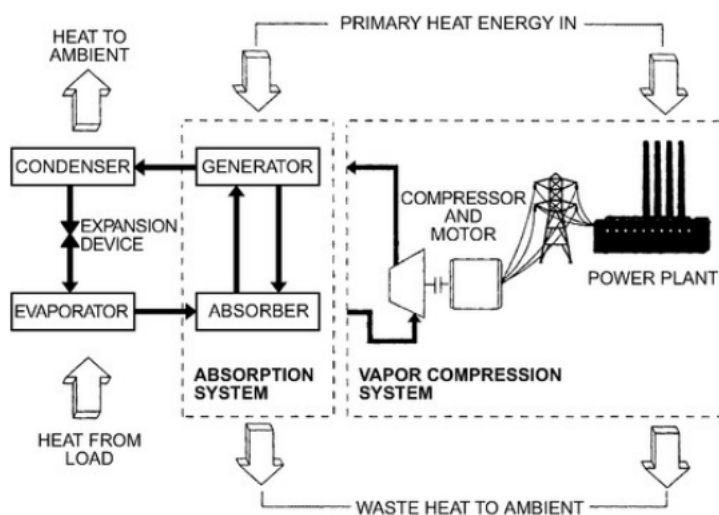 HEAT TO
AMBIENT
PRIMARY HEAT ENERGY IN
CONDENSER
GENERATOR
EXPANSION
DEVICE
COMPRESSOR
AND
MOTOR
POWER PLANT
EVAPORATOR
ABSORBER
ABSORPTION
SYSTEM
VAPOR COMPRESSION
SYSTEM
HEAT FROM
LOAD
WASTE HEAT TO AMBIENT